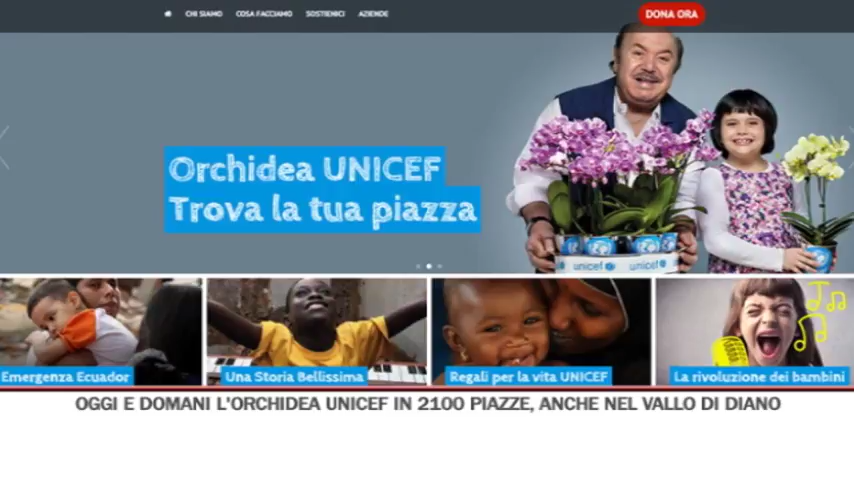 CHI SIAMO COSA FACCIAMO SOSTIENICI AZIENDE
DONA ORA
Orchidea UNICEF
Trova la tua piazza
unicef unicef
Emergenza Ecuador
Una Storia Bellissima
Regali per la vita UNICEF
La rivoluzione dei bambini
OGGI E DOMANI L'ORCHIDEA UNICEF IN 2100 PIAZZE, ANCHE NEL VALLO DI DIANO